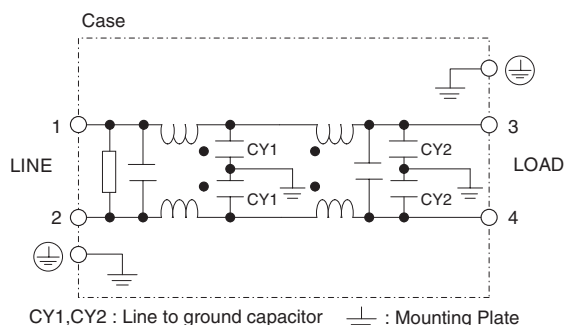 Case
1
3
CY1
CY2
LINE
LOAD
CY1
CY2
2
4
CY1,CY2 : Line to ground capacitor
: Mounting Plate